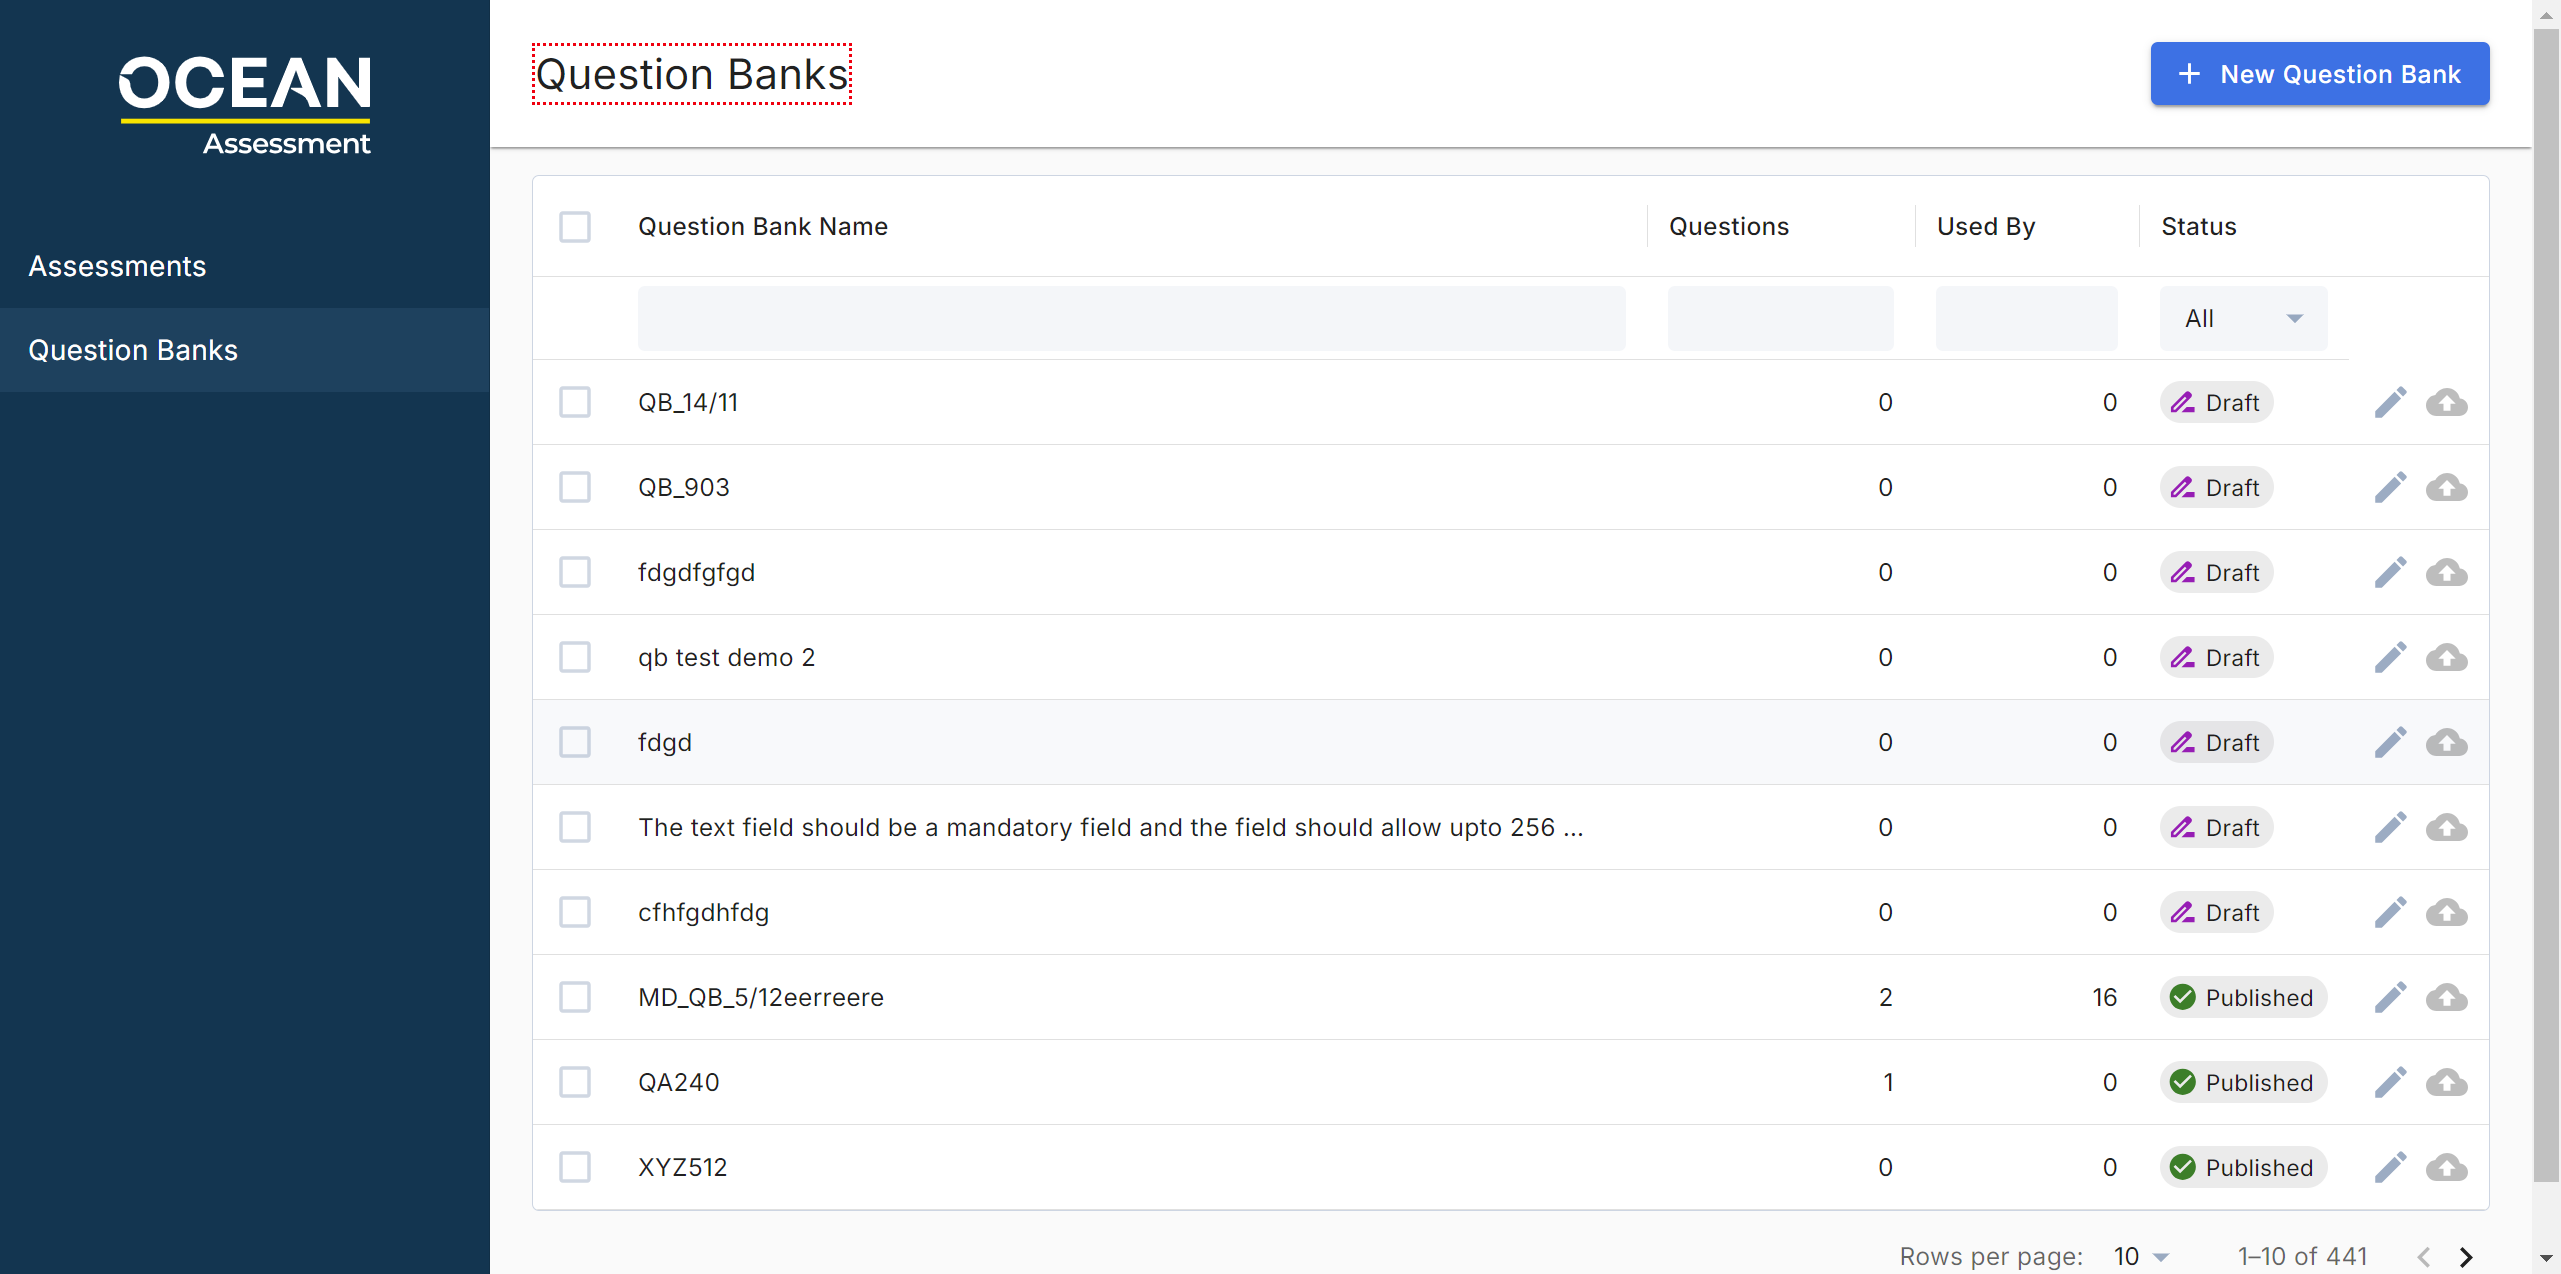 OCEAN
Assessment
Assessments
Question Banks
Question Banks
New Question Bank
Question Bank Name Questions Used By Status
All
QB_14/11 0 0 Draft
QB_903 0 0 Draft
fdgdfgfgd 0 0 Draft
qb test demo 2 0 0 Draft
fdgd 0 0 Draft
The text field should be a mandatory field and the field should allow upto 256 ... 0 0 Draft
cfhfgdhfdg 0 0 Draft
MD_QB_5/12eerreere 2 16 Published
QA240 1 0 Published
XYZ512 0 0 Published
Rows per page: 10 1–10 of 441